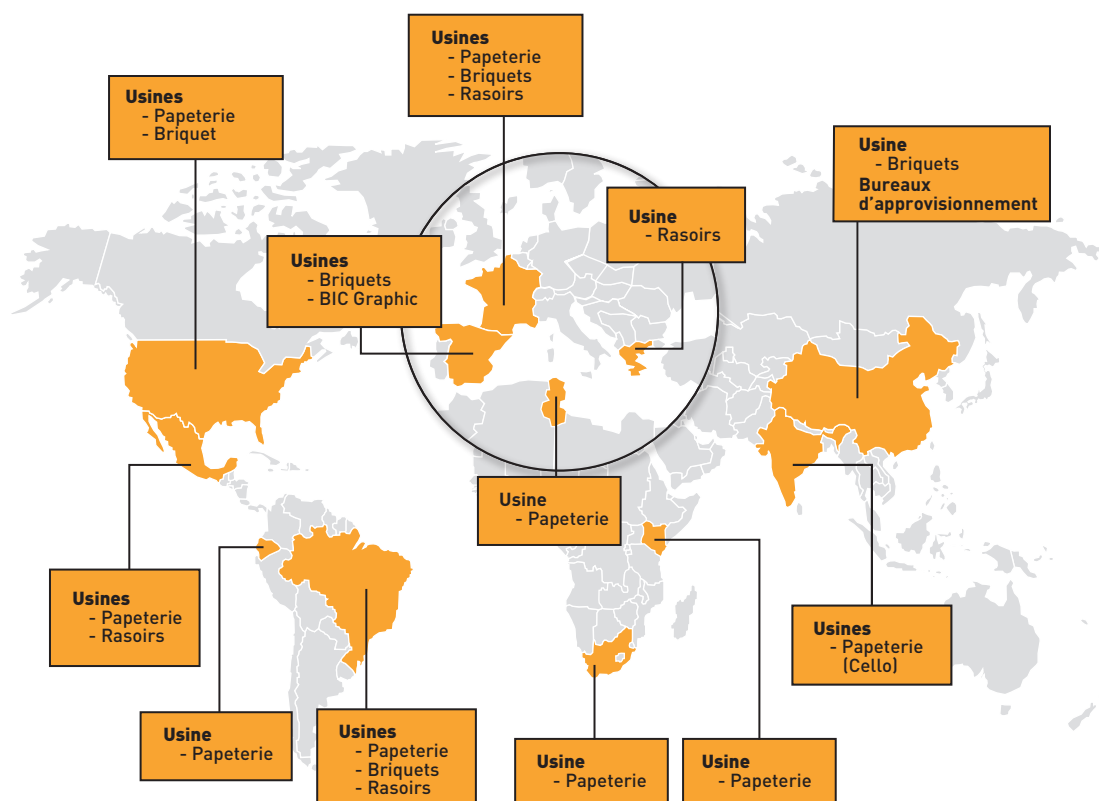 Usines
- Papeterie
- Briquets
- Rasoirs
Usines
- Papeterie
- Briquet
Usine
- Briquets
Bureaux
d'approvisionnement
Usine
- Rasoirs
Usines
- Briquets
- BIC Graphic
Usine
- Papeterie
Usines
- Papeterie
- Rasoirs
Usines
- Papeterie
(Cello)
Usine
- Papeterie
Usines
- Papeterie
- Briquets
- Rasoirs
Usine
- Papeterie
Usine
- Papeterie